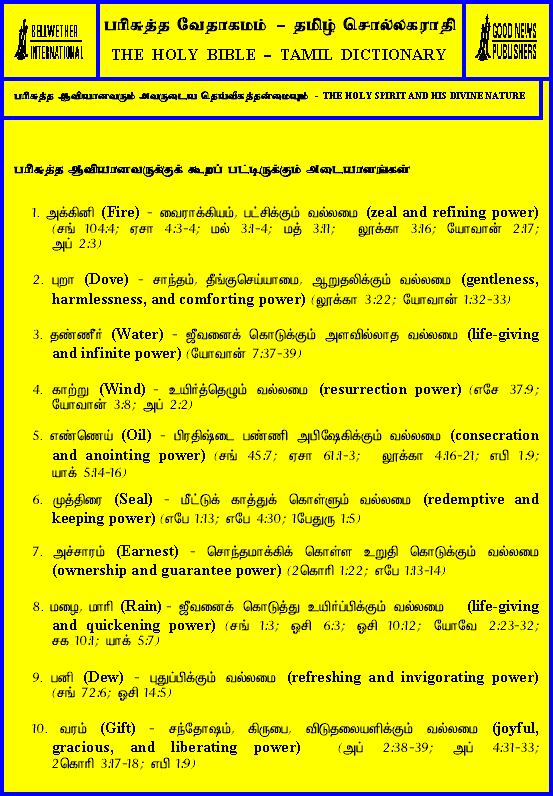 BELLWETHER
INTERNATIONAL
பரிசுத்த வேதாகமம் – தமிழ் சொல்லகராதி
THE HOLY BIBLE – TAMIL DICTIONARY
GOOD NEWS
PUBLISHERS
பரிசுத்த ஆவியானவரும் அவருடைய தெய்வீகத்தன்மையும் - THE HOLY SPIRIT AND HIS DIVINE NATURE
பரிசுத்த ஆவியானவருக்குக் கூறப் பட்டிருக்கும் அடையாளங்கள்
1. அக்கினி (Fire) - வைராக்கியம், பட்சிக்கும் வல்லமை (zeal and refining power)
(சங் 104:4; ஏசா 4:3-4; மல் 3:1-4; மத் 3:11; லூக்கா 3:16; யோவான் 2:17;
அப் 2:3)
2. புறா (Dove) - சாந்தம், தீங்குசெய்யாமை, ஆறுதலிக்கும் வல்லமை (gentleness,
harmlessness, and comforting power) (லூக்கா 3:22; யோவான் 1:32-33)
3. தண்ணீர் (Water) - ஜீவனைக் கொடுக்கும் அளவில்லாத வல்லமை (life-giving
and infinite power) (யோவான் 7:37-39)
4. காற்று (Wind) - உயிர்த்தெழும் வல்லமை (resurrection power) (எசே 37:9;
யோவான் 3:8; அப் 2:2)
5. எண்ணெய் (Oil) - பிரதிஷ்டை பண்ணி அபிஷேகிக்கும் வல்லமை (consecration
and anointing power) (சங் 45:7; ஏசா 61:1-3; லூக்கா 4:16-21; எபி 1:9;
யாக் 5:14-16)
6. முத்திரை (Seal) - மீட்டுக் காத்துக் கொள்ளும் வல்லமை (redemptive and
keeping power) (எபே 1:13; எபே 4:30; 1பேதுரு 1:5)
7. அச்சாரம் (Earnest) - சொந்தமாக்கிக் கொள்ள உறுதி கொடுக்கும் வல்லமை
(ownership and guarantee power) (2கொரி 1:22; எபே 1:13-14)
8. மழை, மாரி (Rain) - ஜீவனைக் கொடுத்து உயிர்ப்பிக்கும் வல்லமை (life-giving
and quickening power) (சங் 1:3; ஓசி 6:3; ஓசி 10:12; யோவே 2:23-32;
சக 10:1; யாக் 5:7)
9. பனி (Dew) - புதுப்பிக்கும் வல்லமை (refreshing and invigorating power)
(சங் 72:6; ஓசி 14:5)
10. வரம் (Gift) - சந்தோஷம், கிருபை, விடுதலையளிக்கும் வல்லமை (joyful,
gracious, and liberating power) (அப் 2:38-39; அப் 4:31-33;
2கொரி 3:17-18; எபி 1:9)